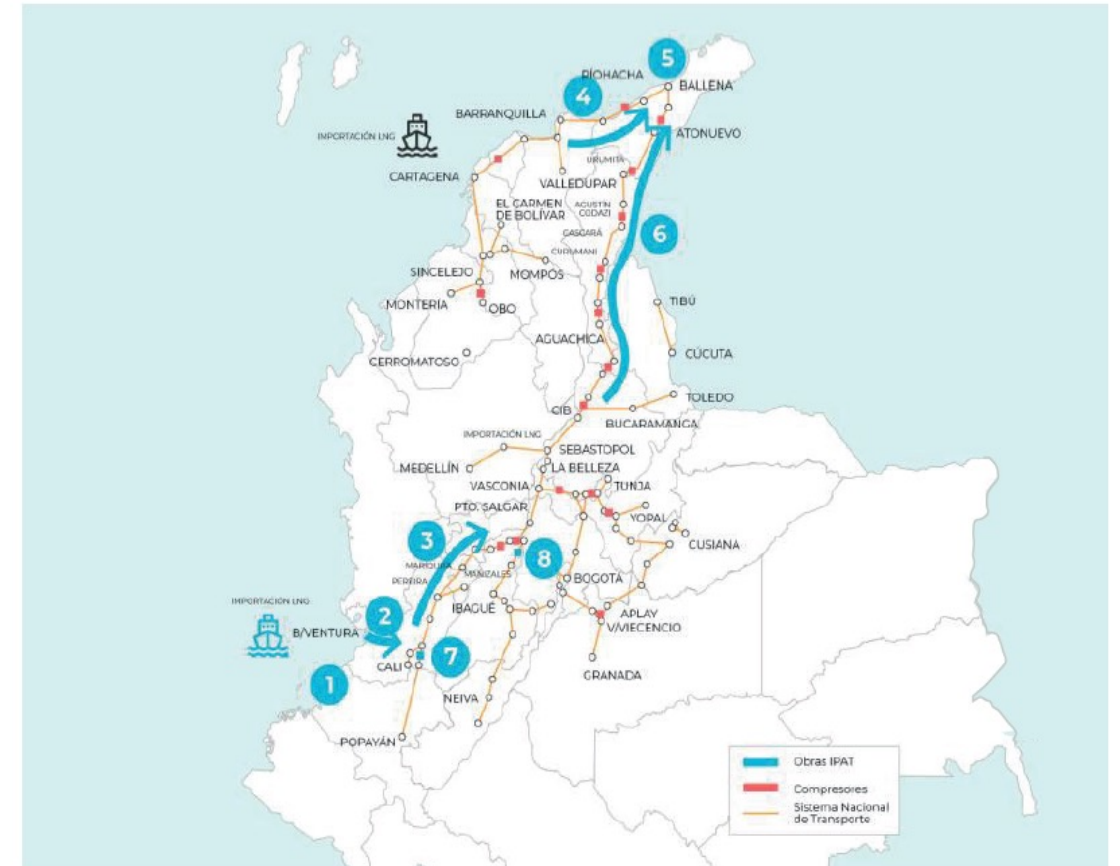 5
RÍOHACHA
BALLENA
4
BARRANQUILLA
IMPORTACIÓN LNG
ATONUEVO
URUMITA
CARTAGENA
VALLEDUPAR
EL CARMEN
DE BOLÍVAR
AGUSTÍN
CODAZI
6
CASCARÁ
CURUMANI
SINCELEJO
MOMPÓS
MONTERIA
OBO
TIBÚ
AGUACHICA
CERROMATOSO
CÚCUTA
TOLEDO
CIB
BUCARAMANGA
IMPORTACIÓN LNG
SEBASTOPOL
MEDELLÍN
LA BELLEZA
VASCONIA
TUNJA
PTO. SALGAR
YOPAL
3
CUSIANA
MARIQUITA
MANIZALES
8
PEREIRA
BOGOTÁ
IMPORTACIÓN LNG
2
IBAGUÉ
APLAY
B/VENTURA
V/VIECENCIO
7
CALI
1
GRANADA
NEIVA
POPAYÁN
Obras IPAT
Compresores
Sistema Nacional
de Transporte